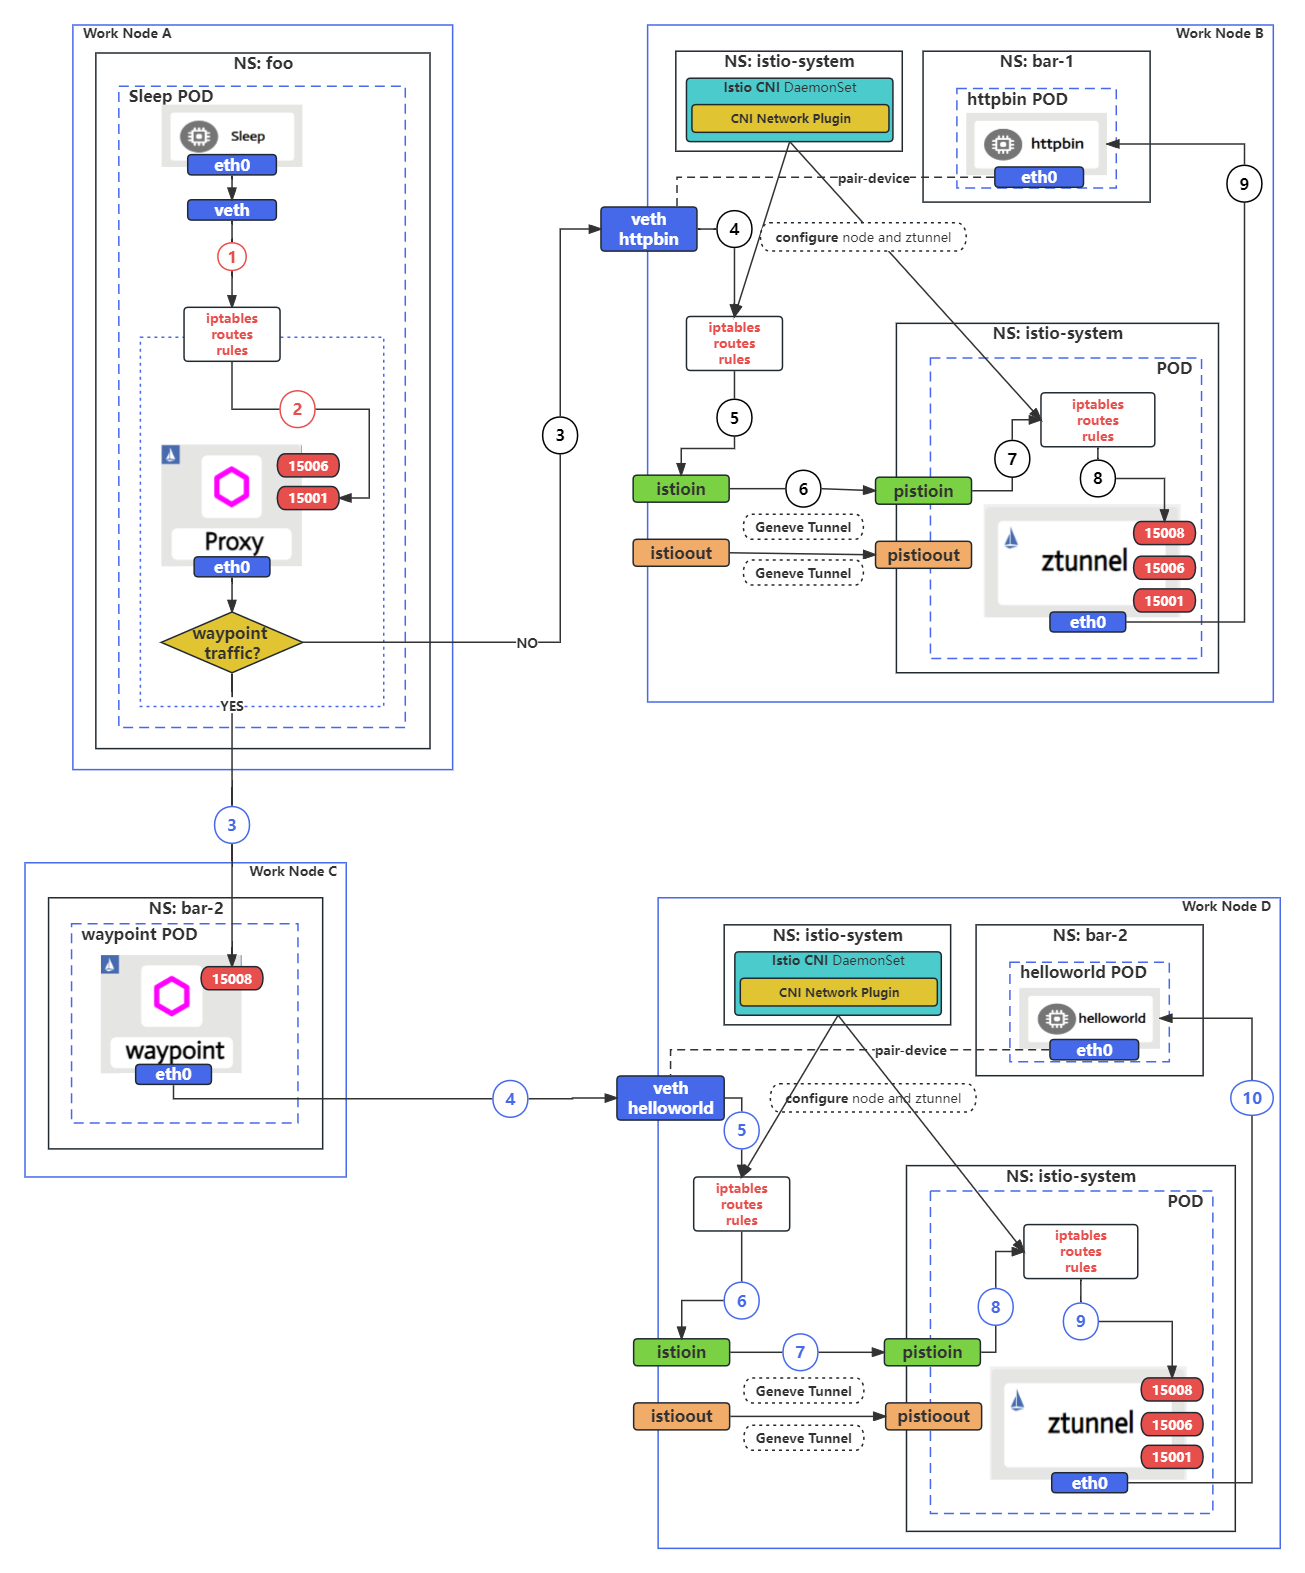 Work Node A
NS: foo
Sleep POD
Sleep
eth0
veth
1
iptables
routes
rules
2
15006
15001
Proxy
eth0
waypoint
traffic?
NO
YES
3
3
Work Node B
NS: istio-system
Istio CNI DaemonSet
CNI Network Plugin
NS: bar-1
httpbin POD
httpbin
eth0
pair-device
veth
httpbin
4
configure node and ztunnel
9
iptables
routes
rules
5
istioin
6
pistioin
Geneve Tunnel
istioout
pistioout
Geneve Tunnel
NS: istio-system
POD
iptables
routes
rules
7
8
15008
ztunnel
15006
15001
eth0
Work Node C
NS: bar-2
waypoint POD
15008
waypoint
eth0
4
Work Node D
NS: istio-system
Istio CNI DaemonSet
CNI Network Plugin
NS: bar-2
helloworld POD
helloworld
eth0
pair-device
veth
helloworld
5
configure node and ztunnel
10
iptables
routes
rules
6
istioin
7
pistioin
Geneve Tunnel
istioout
pistioout
Geneve Tunnel
NS: istio-system
POD
iptables
routes
rules
8
9
15008
ztunnel
15006
15001
eth0